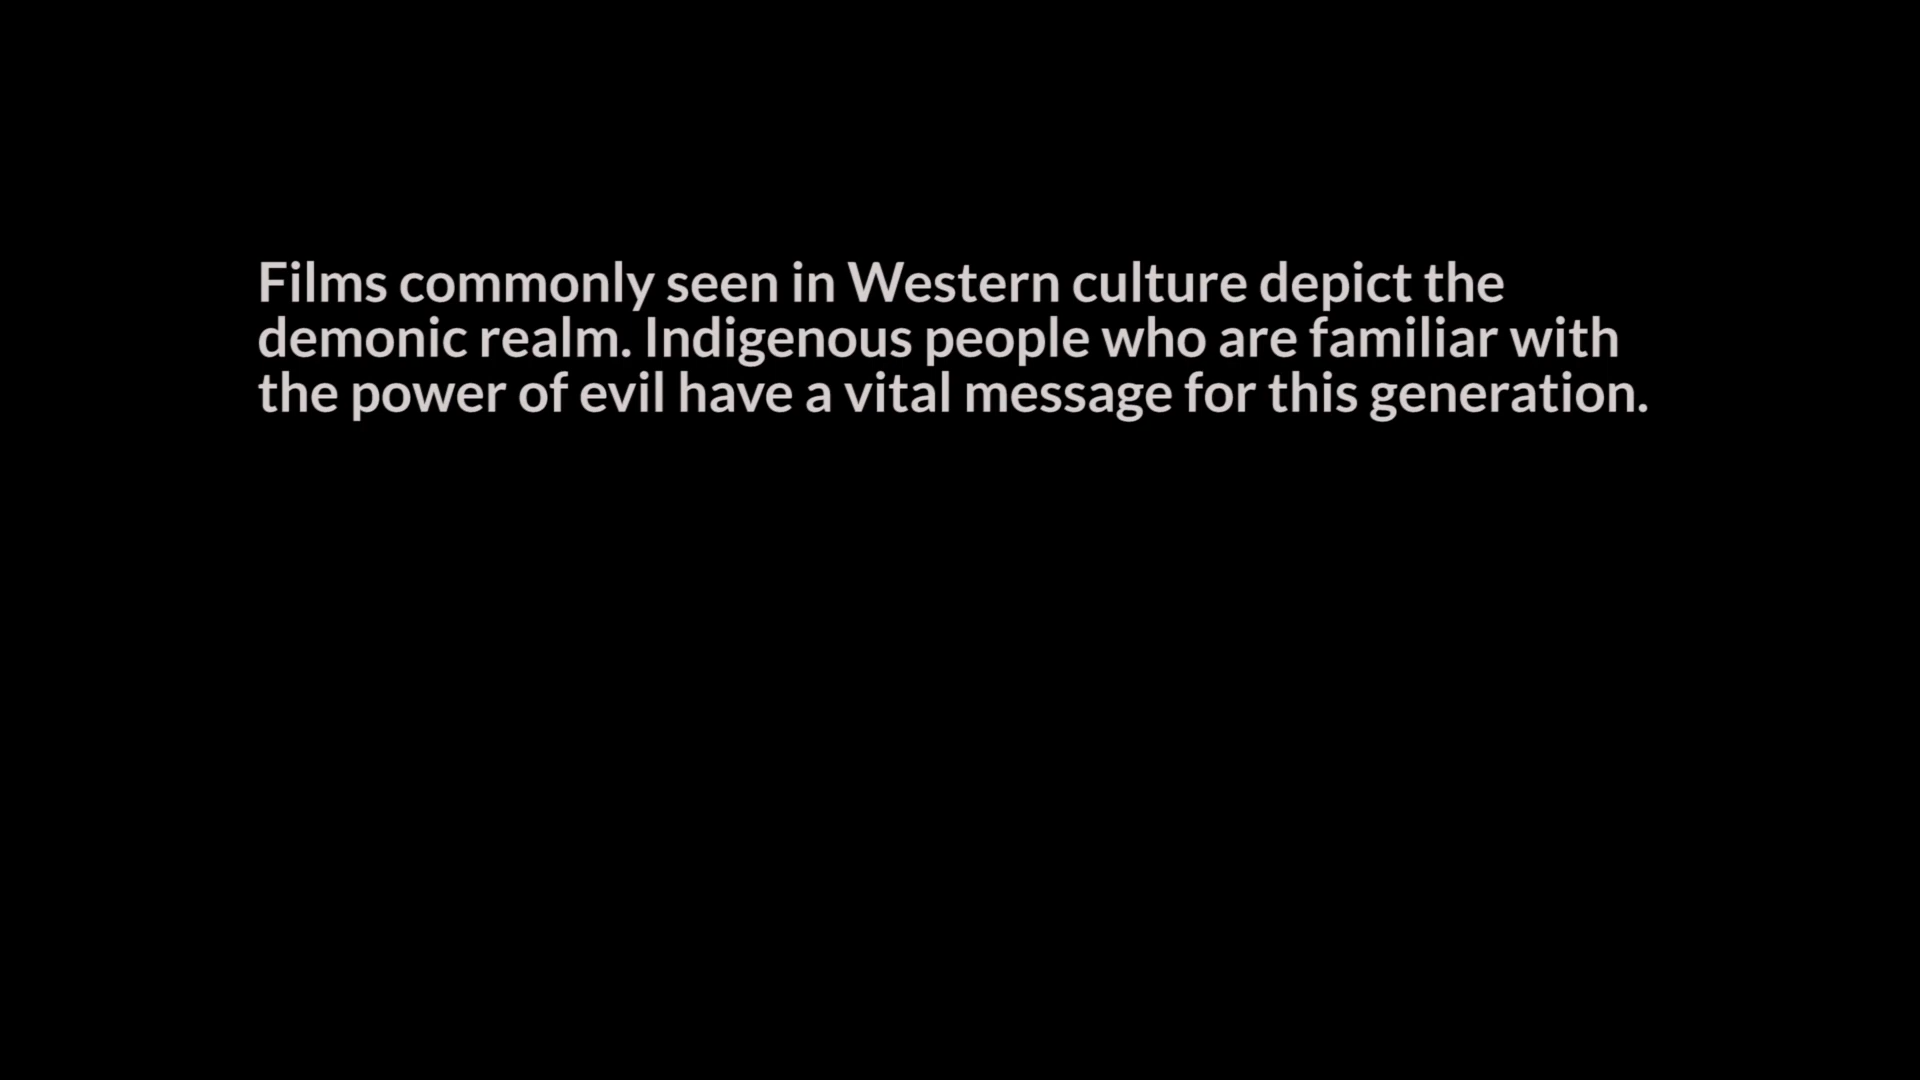 Films commonly seen in Western culture depict the
demonic realm. Indigenous people who are familiar with
the power of evil have a vital message for this generation.